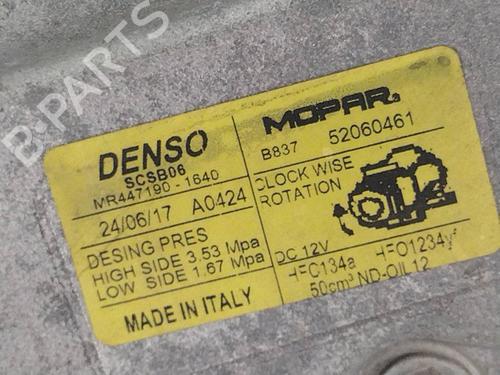 B-PARTS
DENSO
SCSB06
MR447190-1640
24/06/17 A0424
DESING PRES
HIGH SIDE 3,53 Mpa
LOW SIDE 1.67 Mpa
MADE IN ITALY
MOPAR.
B837 52060461
CLOCK WISE
ROTATION
DC 12V
HFC134a HFO1234y
50cm³ ND-OIL 12